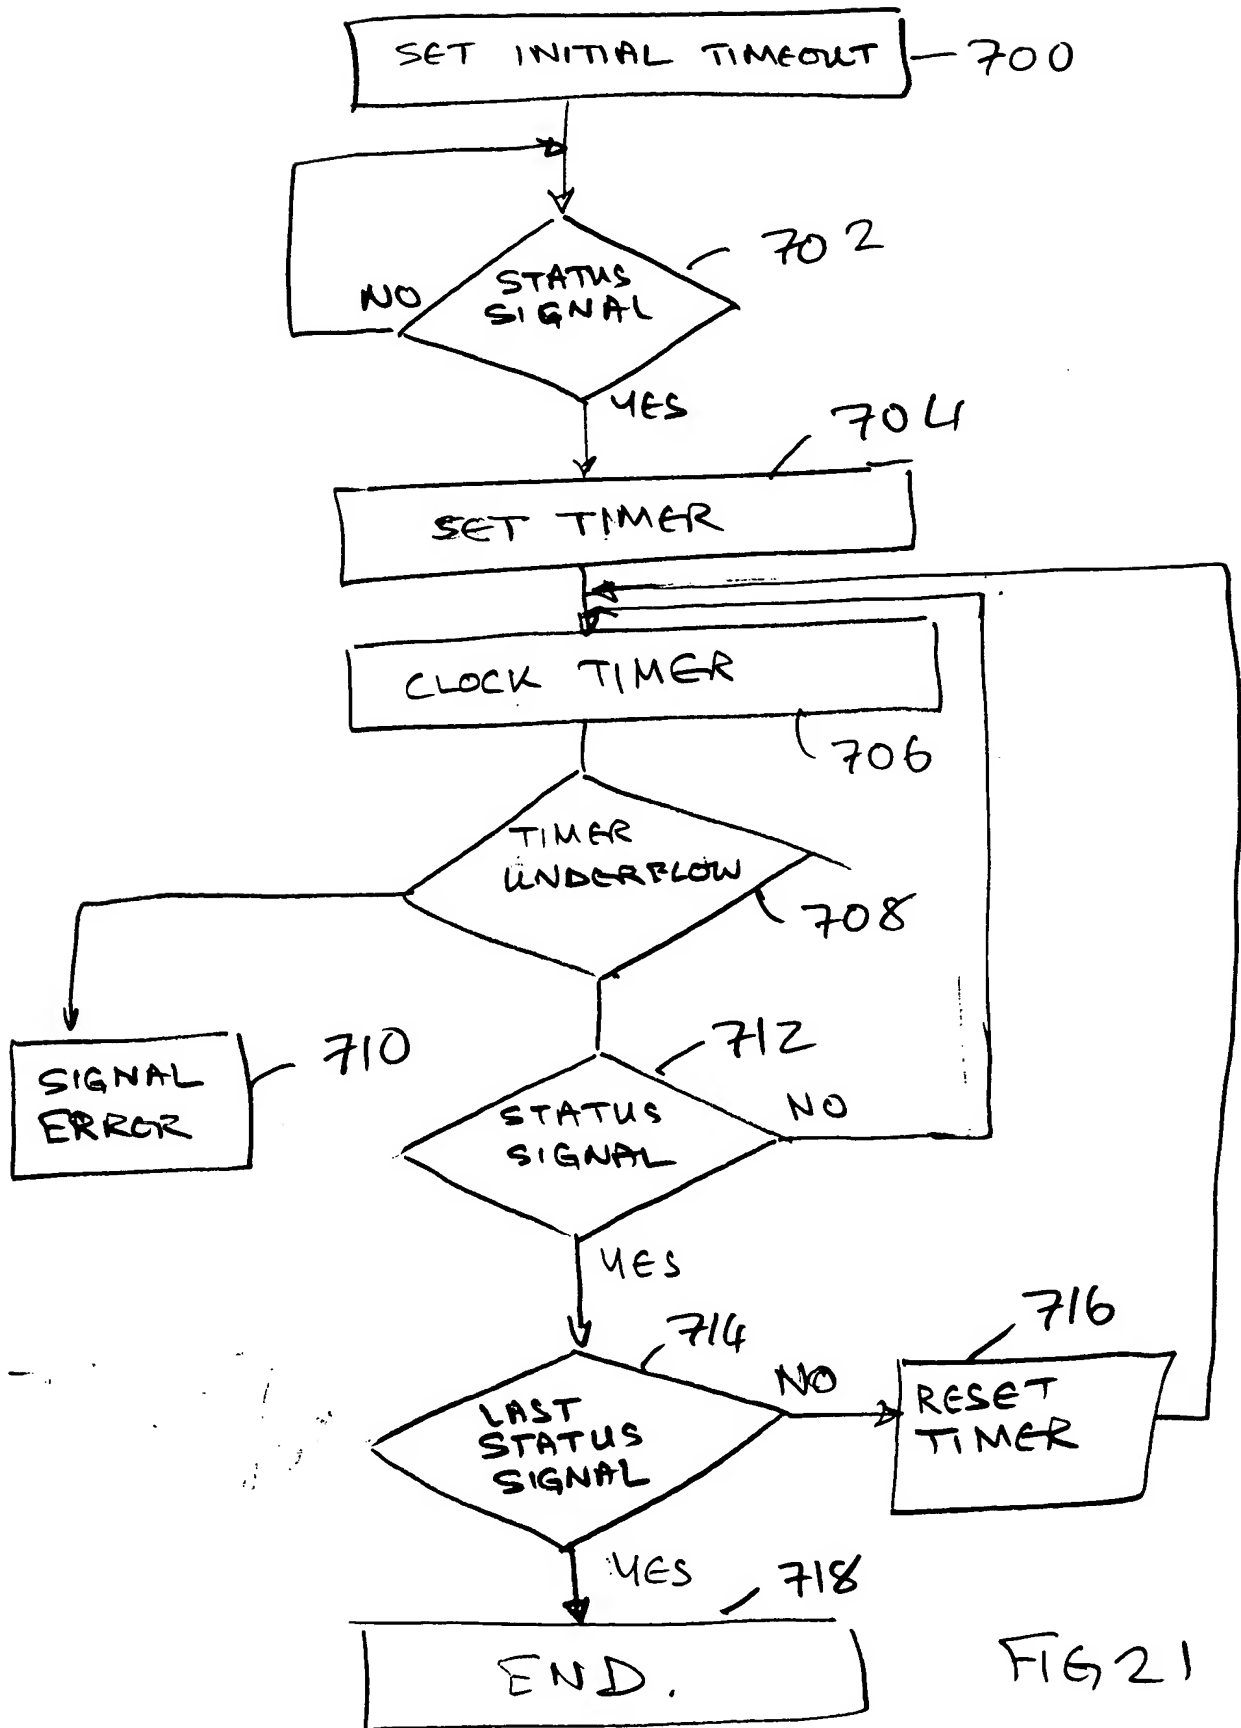 SET INITIAL TIMEOUT 700
702
STATUS
SIGNAL
NO
YES
704
SET TIMER
CLOCK TIMER
706
TIMER
UNDERFLOW
708
710
SIGNAL
ERROR
712
STATUS
SIGNAL
NO
YES
714
716
LAST
STATUS
SIGNAL
NO
RESET
TIMER
YES
718
END.
FIG 21